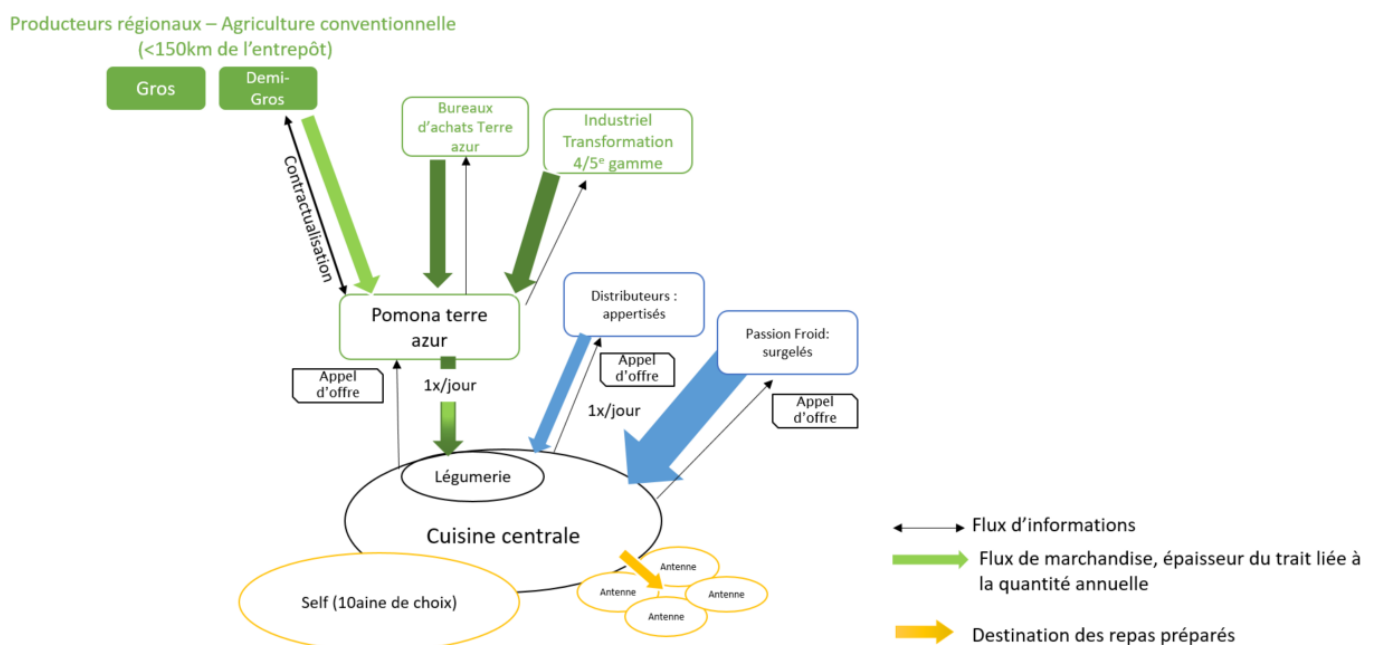 Producteurs régionaux – Agriculture conventionnelle
(<150km de l'entrepôt)
Gros
Demi-
Gros
Bureaux
d'achats Terre
azur
Industriel
Transformation
4/5e gamme
Contractualisation
Pomona terre
azur
Distributeurs :
appertisés
Passion Froid:
surgelés
Appel
d'offre
1x/jour
Appel
d'offre
1x/jour
Appel
d'offre
Légumerie
Cuisine centrale
Self (10aine de choix)
Antenne
Antenne
Antenne
Antenne
Flux d'informations
Flux de marchandise, épaisseur du trait liée à
la quantité annuelle
Destination des repas préparés